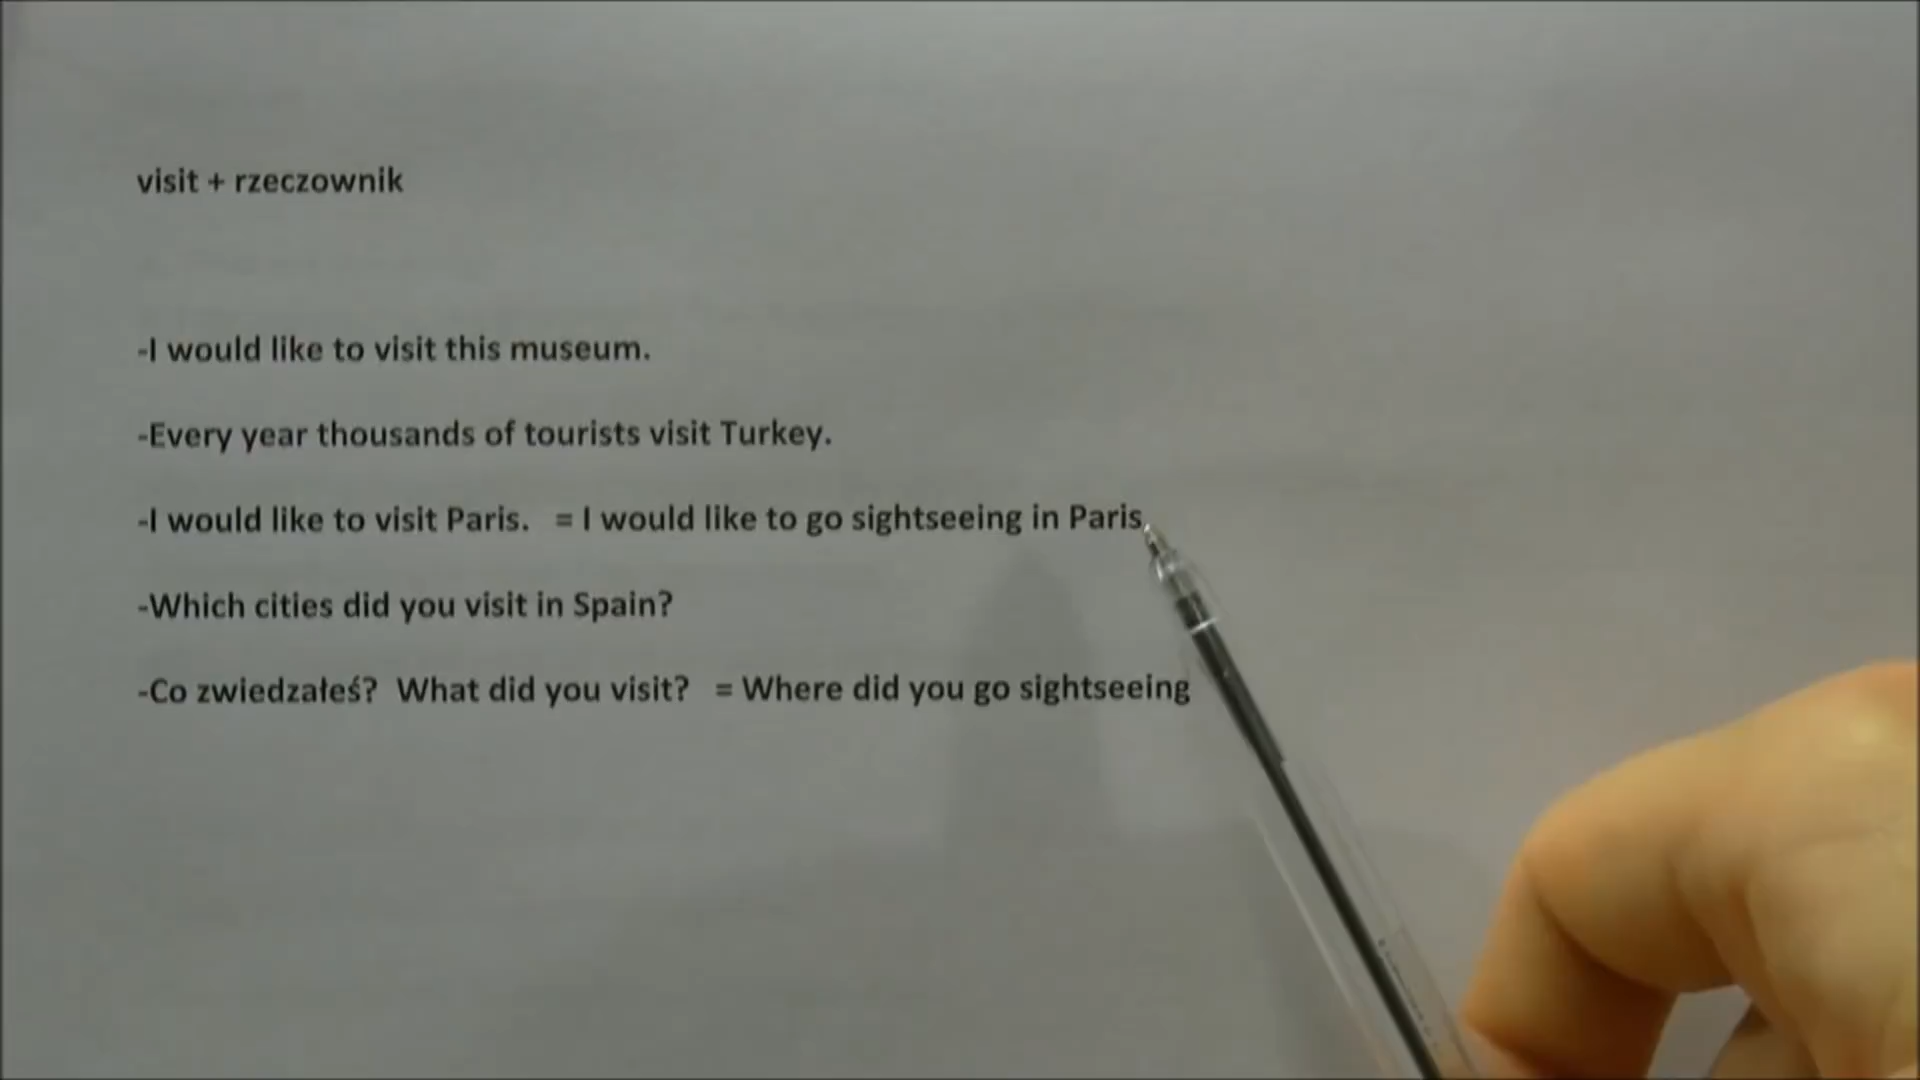 visit + rzeczownik
-I would like to visit this museum.
-Every year thousands of tourists visit Turkey.
-I would like to visit Paris.   = I would like to go sightseeing in Paris.
-Which cities did you visit in Spain?
-Co zwiedzałeś?  What did you visit?   = Where did you go sightseeing